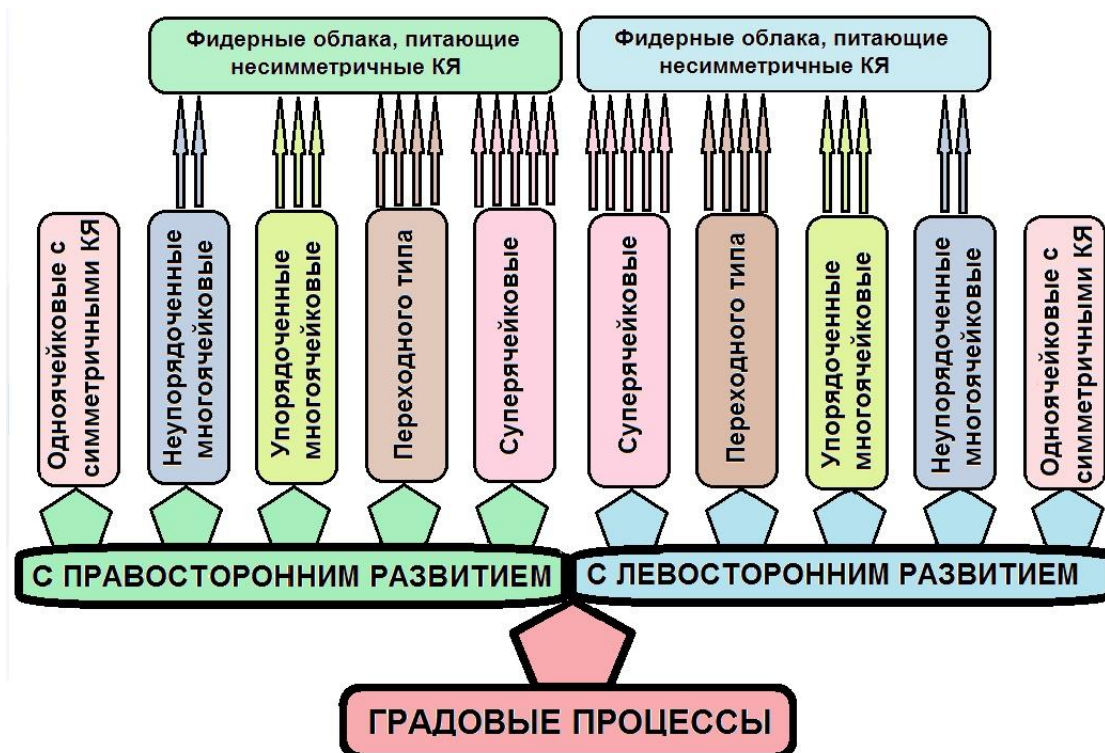 Фидерные облака, питающие
несимметричные КЯ
Фидерные облака, питающие
несимметричные КЯ
Одноячейковые с
симметричными КЯ
Неупорядоченные
многоячейковые
Упорядоченные
многоячейковые
Переходного типа
Суперячейковые
Суперячейковые
Переходного типа
Упорядоченные
многоячейковые
Неупорядоченные
многоячейковые
Одноячейковые с
симметричными КЯ
С ПРАВОСТОРОННИМ РАЗВИТИЕМ
С ЛЕВОСТОРОННИМ РАЗВИТИЕМ
ГРАДОВЫЕ ПРОЦЕССЫ